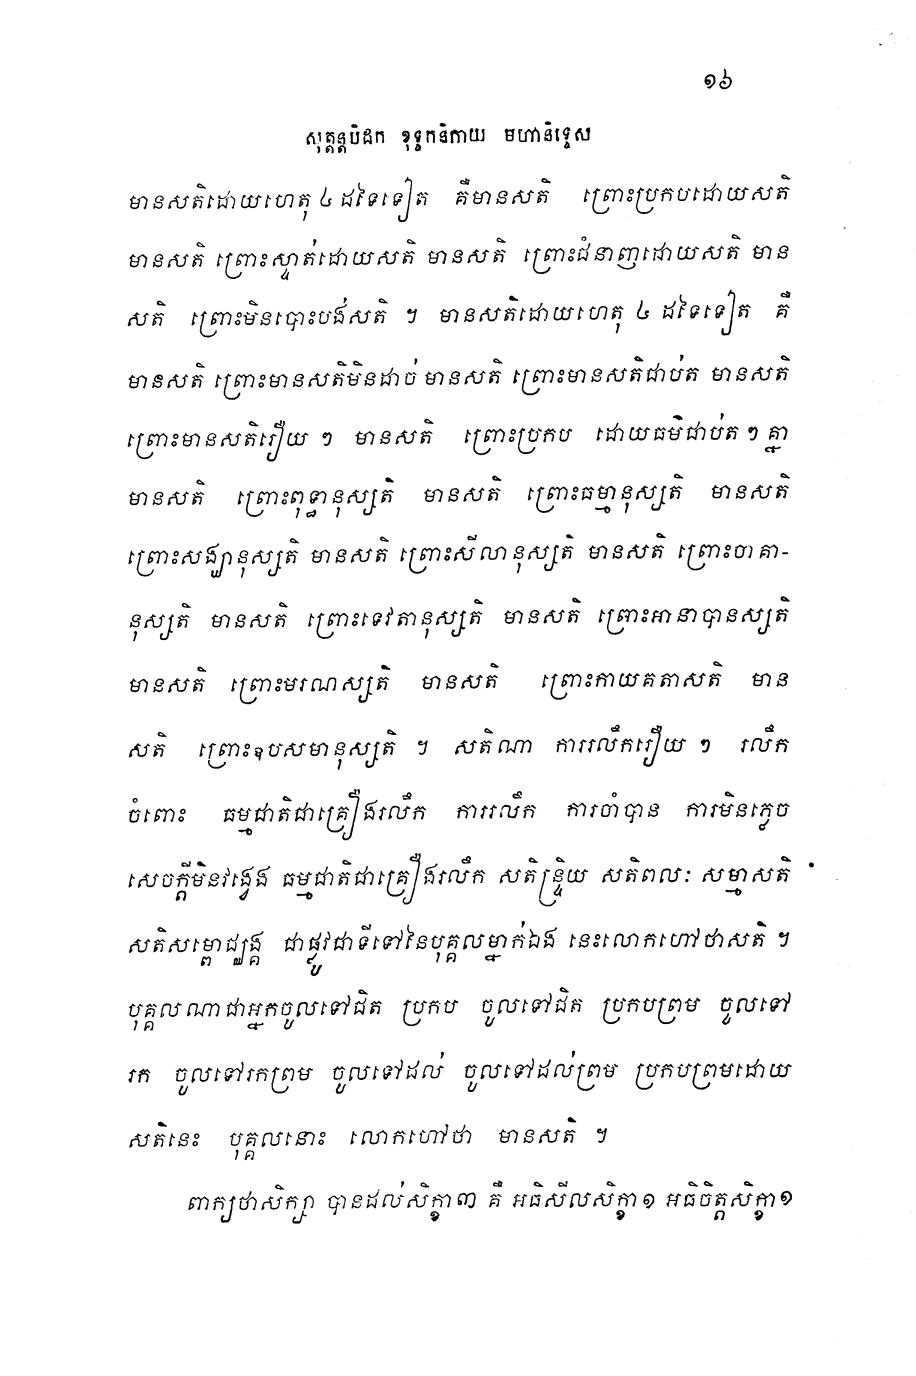 ១៦
សុត្តន្តបិដក ខុទ្ទកនិកាយ មហានិទ្ទេស
មានសតិដោយហេតុ ៤ ដទៃទៀត គឺមានសតិ ព្រោះប្រកបដោយសតិ
មានសតិ ព្រោះស្ទាត់ដោយសតិ មានសតិ ព្រោះជំនាញដោយសតិ មាន
សតិ ព្រោះមិនបោះបង់សតិ ។ មានសតិដោយហេតុ ៤ ដទៃទៀត គឺ
មានសតិ ព្រោះមានសតិមិនដាច់ មានសតិ ព្រោះមានសតិជាប់ត មានសតិ
ព្រោះមានសតិរឿយ ៗ មានសតិ ព្រោះប្រកប ដោយធម៌ជាប់ត ៗ គ្នា
មានសតិ ព្រោះពុទ្ធានុស្សតិ មានសតិ ព្រោះធម្មានុស្សតិ មានសតិ
ព្រោះសង្ឃានុស្សតិ មានសតិ ព្រោះសីលានុស្សតិ មានសតិ ព្រោះចាគា-
នុស្សតិ មានសតិ ព្រោះទេវតានុស្សតិ មានសតិ ព្រោះអានាបានស្សតិ
មានសតិ ព្រោះមរណស្សតិ មានសតិ ព្រោះកាយគតាសតិ មាន
សតិ ព្រោះឧបសមានុស្សតិ ។ សតិណា ការរលឹករឿយ ៗ រលឹក
ចំពោះ ធម្មជាតិជាគ្រឿងរលឹក ការរលឹក ការចាំបាន ការមិនភ្លេច
សេចក្តីមិនវង្វេង ធម្មជាតិជាគ្រឿងរលឹក សតិន្ទ្រិយ សតិពលៈ សម្មាសតិ
សតិសម្ពោជ្ឈង្គ ជាផ្លូវជាទីទៅនៃបុគ្គលម្នាក់ឯង នេះលោកហៅថាសតិ ។
បុគ្គលណាជាអ្នកចូលទៅជិត ប្រកប ចូលទៅជិត ប្រកបព្រម ចូលទៅ
រក ចូលទៅរកព្រម ចូលទៅដល់ ចូលទៅដល់ព្រម ប្រកបព្រមដោយ
សតិនេះ បុគ្គលនោះ លោកហៅថា មានសតិ ។
ពាក្យថាសិក្សា បានដល់សិក្ខា ៣ គឺ អធិសីលសិក្ខា ១ អធិចិត្តសិក្ខា ១